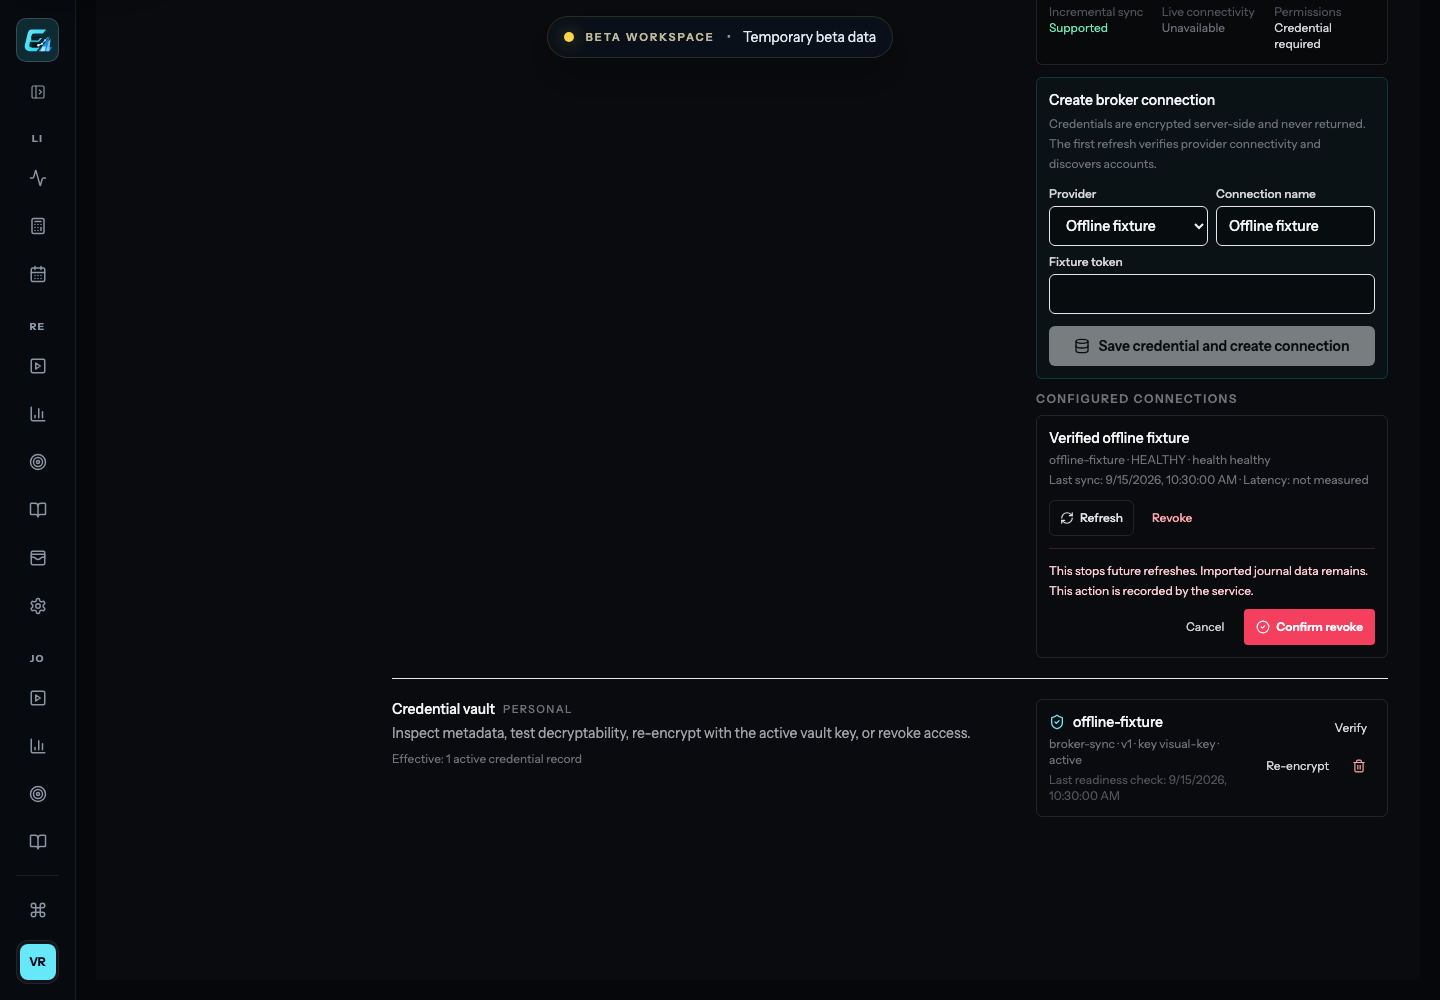 BETA WORKSPACE • Temporary beta data
Incremental sync
Supported
Live connectivity
Unavailable
Permissions
Credential
required
Create broker connection
Credentials are encrypted server-side and never returned.
The first refresh verifies provider connectivity and
discovers accounts.
Provider
Offline fixture
Connection name
Offline fixture
Fixture token
Save credential and create connection
CONFIGURED CONNECTIONS
Verified offline fixture
offline-fixture · HEALTHY · health healthy
Last sync: 9/15/2026, 10:30:00 AM · Latency: not measured
Refresh
Revoke
This stops future refreshes. Imported journal data remains.
This action is recorded by the service.
Cancel
Confirm revoke
Credential vault PERSONAL
Inspect metadata, test decryptability, re-encrypt with the active vault key, or revoke access.
Effective: 1 active credential record
offline-fixture
broker-sync · v1 · key visual-key ·
active
Last readiness check: 9/15/2026,
10:30:00 AM
Verify
Re-encrypt
LI
RE
JO
VR